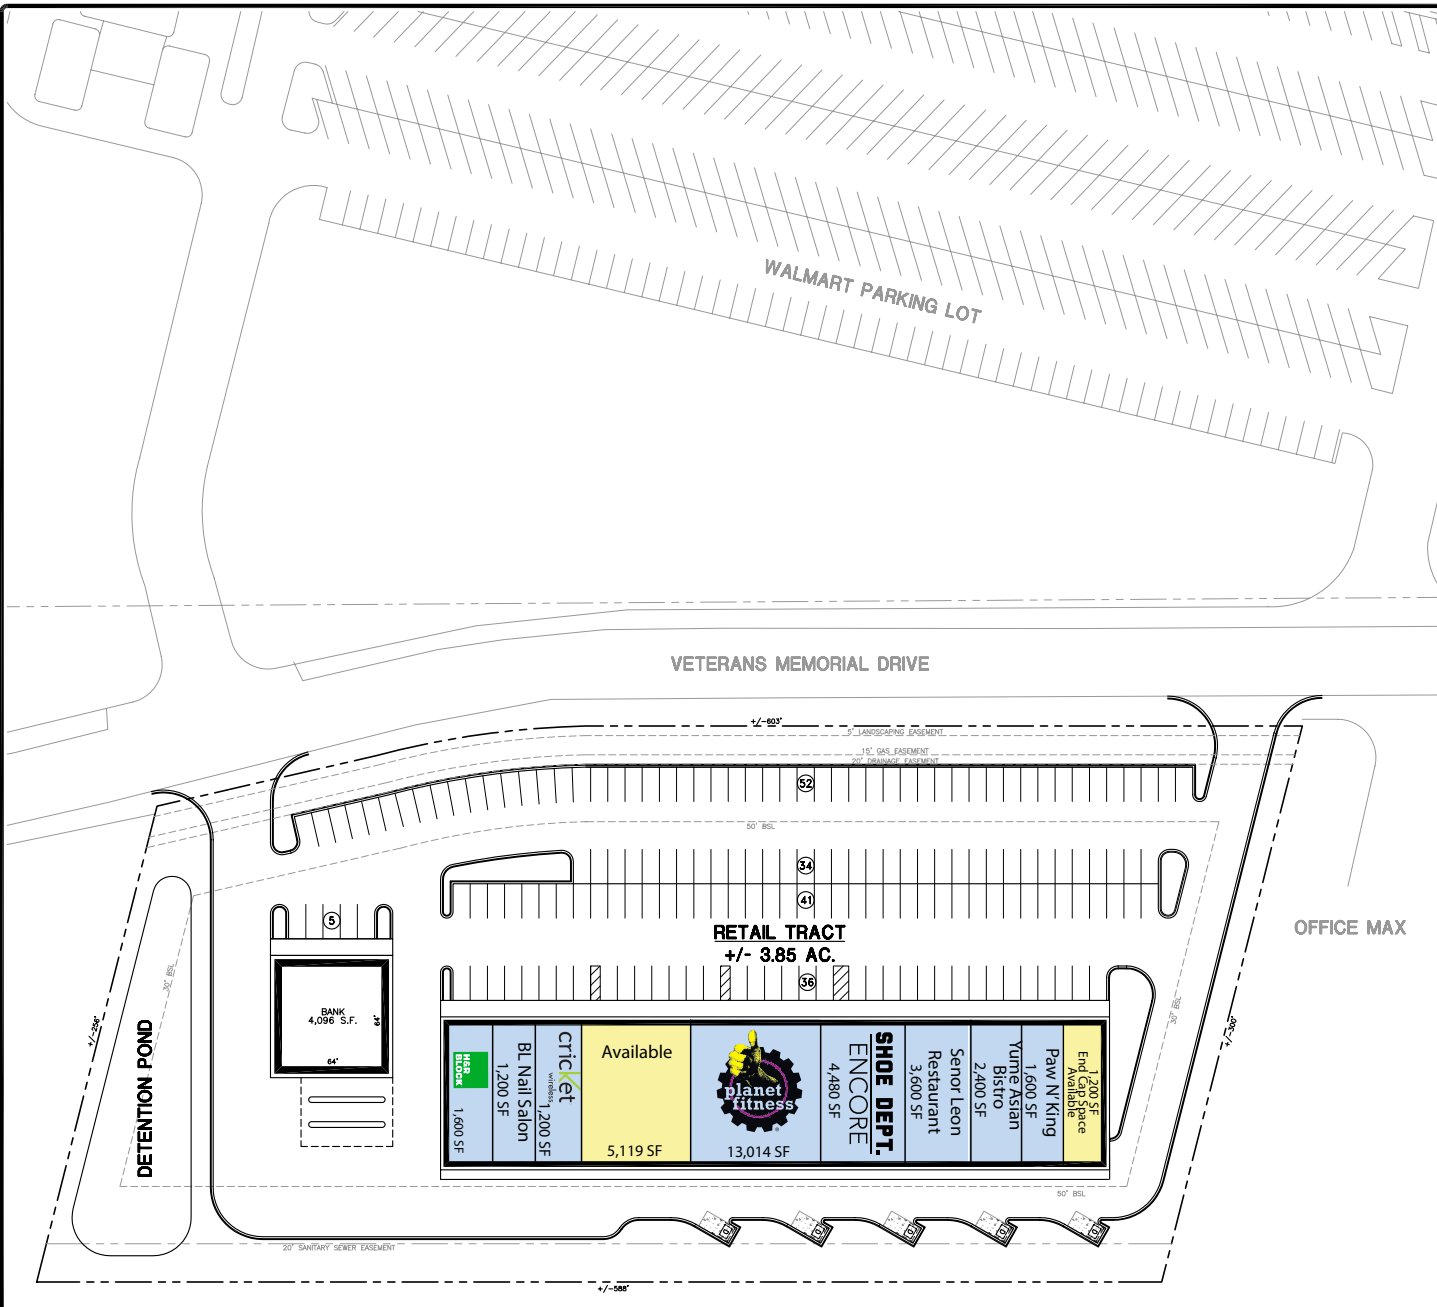 WALMART PARKING LOT
VETERANS MEMORIAL DRIVE
+/-603'
5' LANDSCAPING EASEMENT
15' GAS EASEMENT
20' DRAINAGE EASEMENT
52
50' BSL
34
41
5
RETAIL TRACT
+/- 3.85 AC.
OFFICE MAX
36
30' BSL
+/-256'
DETENTION POND
BANK
4,096 S.F.
64'
64'
30' BSL
+/-300'
H&R
BLOCK
1,600 SF
BL Nail Salon
1,200 SF
cricket
wireless
1,200 SF
Available
5,119 SF
planet
fitness
®
13,014 SF
SHOE DEPT.
ENCORE
4,480 SF
Senor Leon
Restaurant
3,600 SF
Yume Asian
Bistro
2,400 SF
Paw N' King
1,600 SF
1,200 SF
End Cap Space
Available
50' BSL
20' SANITARY SEWER EASEMENT
+/-588'